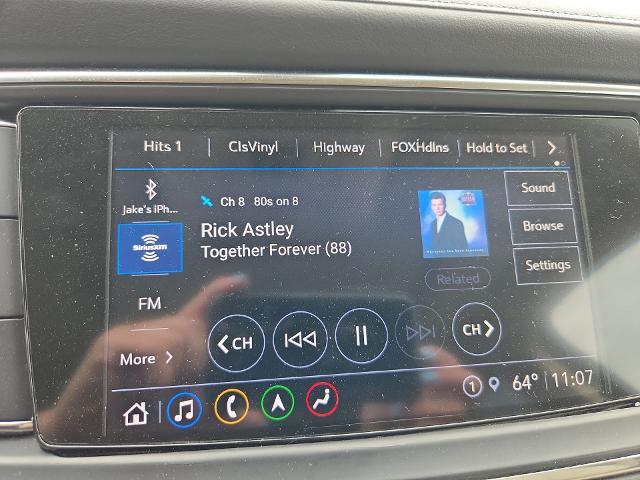 Hits 1 ClsVinyl Highway FOXHdlns Hold to Set
Jake's iPh...
Ch 8 80s on 8
Sound
Rick Astley
Together Forever (88)
Browse
SiriusXM
Related
Settings
FM
CH
CH
More
1 64° 11:07